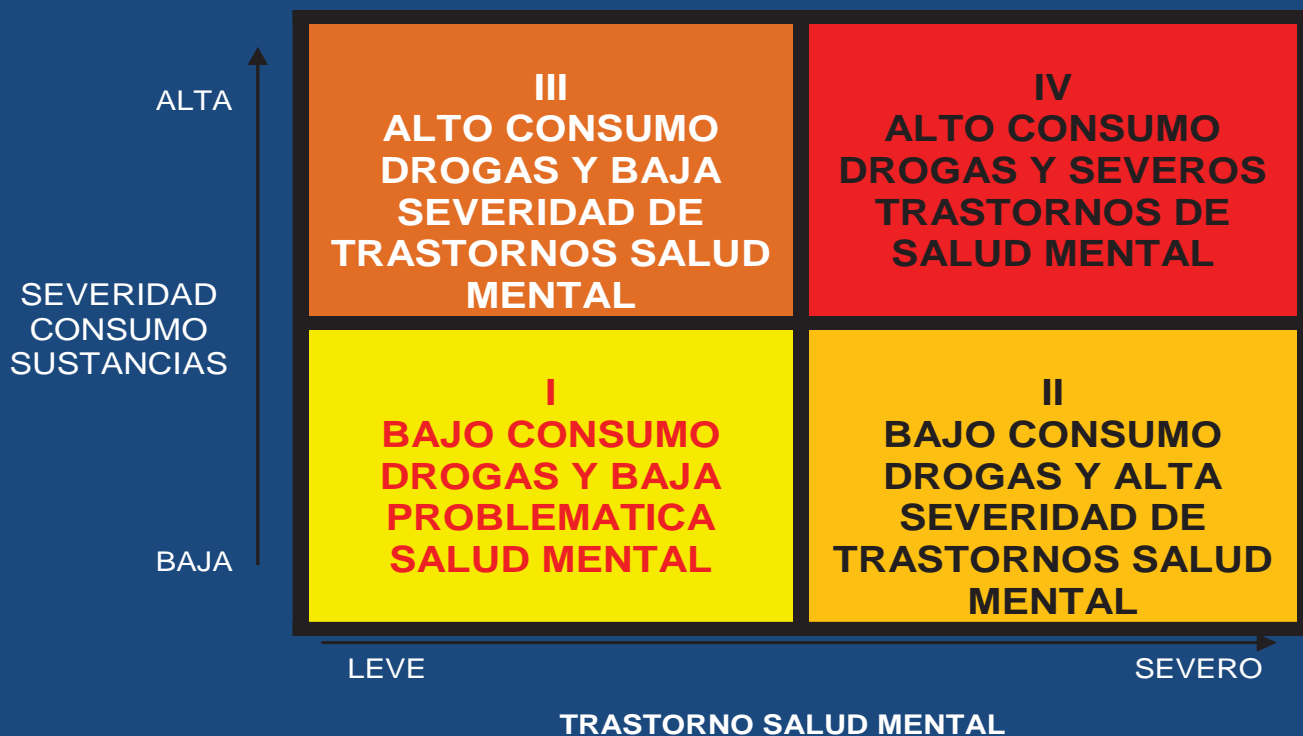 ALTA
SEVERIDAD
CONSUMO
SUSTANCIAS
BAJA
III
ALTO CONSUMO
DROGAS Y BAJA
SEVERIDAD DE
TRASTORNOS SALUD
MENTAL
IV
ALTO CONSUMO
DROGAS Y SEVEROS
TRASTORNOS DE
SALUD MENTAL
I
BAJO CONSUMO
DROGAS Y BAJA
PROBLEMATICA
SALUD MENTAL
II
BAJO CONSUMO
DROGAS Y ALTA
SEVERIDAD DE
TRASTORNOS SALUD
MENTAL
LEVE
SEVERO
TRASTORNO SALUD MENTAL